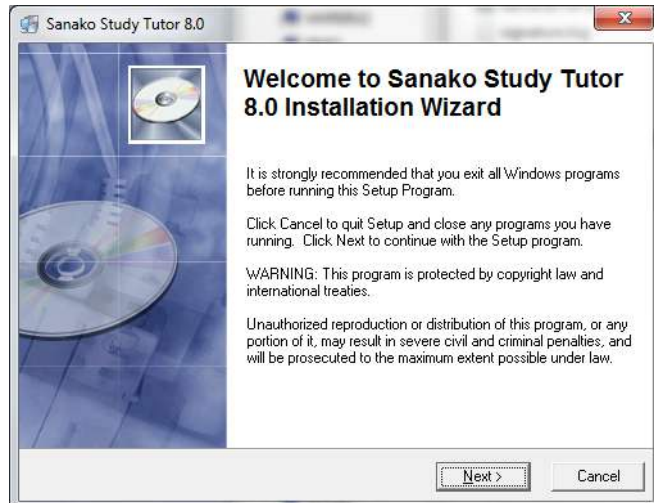 Sanako Study Tutor 8.0
Welcome to Sanako Study Tutor
8.0 Installation Wizard
It is strongly recommended that you exit all Windows programs
before running this Setup Program.
Click Cancel to quit Setup and close any programs you have
running. Click Next to continue with the Setup program.
WARNING: This program is protected by copyright law and
international treaties.
Unauthorized reproduction or distribution of this program, or any
portion of it, may result in severe civil and criminal penalties, and
will be prosecuted to the maximum extent possible under law.
Next >
Cancel